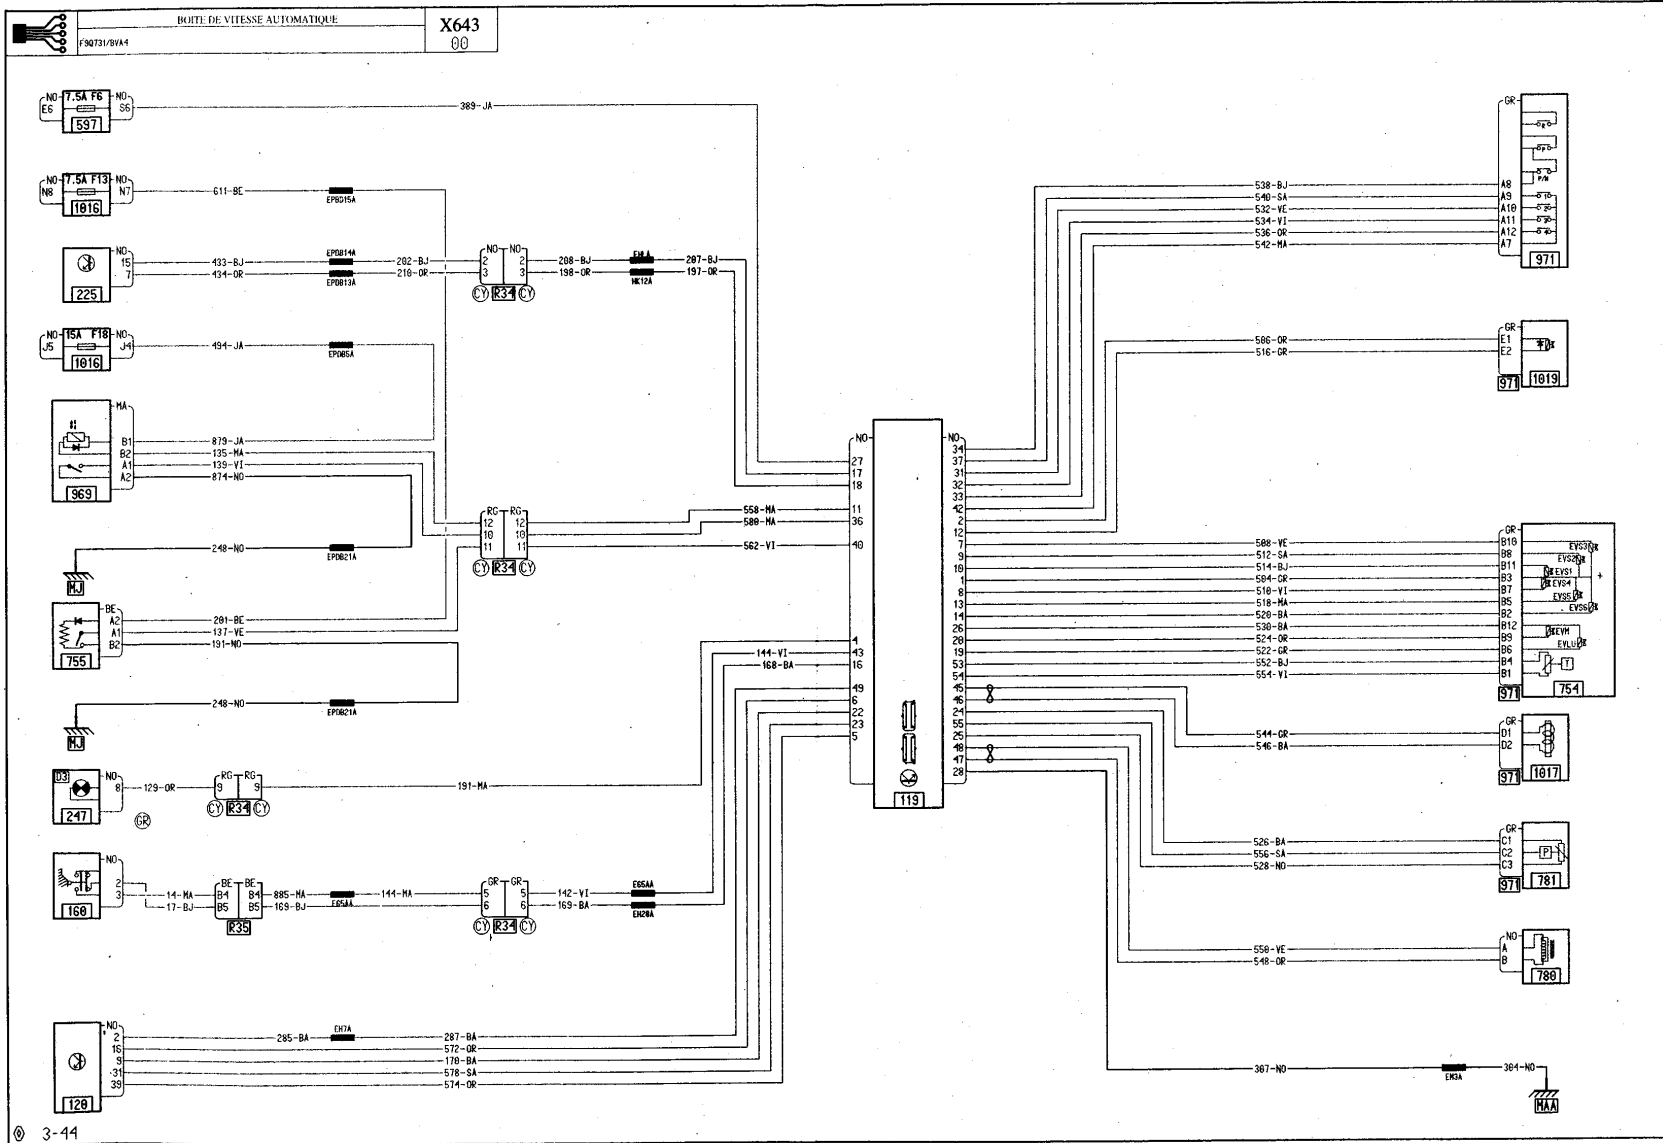 BOITE DE VITESSE AUTOMATIQUE
F9Q731/BVA4
X643
00
NO 7.5A F6 NO
E6 S6
597
389-JA
NO 7.5A F13 NO
N8 N7
1016
611-BE
EPBD15A
NO
15
7
225
433-BJ
434-OR
EPDB14A
EPDB13A
202-BJ
210-OR
NO NO
2 2
3 3
CY R34 CY
208-BJ
198-OR
HK12A
207-BJ
197-OR
NO 15A F18 NO
J5 J4
1016
494-JA
EPDB5A
MA
B1
B2
A1
A2
969
879-JA
135-MA
139-VI
874-NO
248-NO
EPDB21A
MJ
RG RG
12 12
10 10
11 11
CY R34 CY
558-MA
580-MA
562-VI
BE
A2
A1
B2
755
201-BE
137-VE
191-NO
248-NO
EPDB21A
MJ
D3
NO
8
247
GR
129-OR
RG RG
9 9
CY R34 CY
191-MA
NO
2
3
160
14-MA
17-BJ
BE BE
B4 B4
B5 B5
R35
885-MA
169-BJ
E65AA
144-MA
GR GR
5 5
6 6
CY R34 CY
142-VI
169-BA
E65AA
EH28A
144-VI
168-BA
NO
2
16
9
31
39
120
285-BA
EH7A
287-BA
572-OR
170-BA
578-SA
574-OR
NO
27
17
18
11
36
40
4
43
16
49
6
22
23
5
119
NO
34
37
31
32
33
42
2
12
7
9
10
1
8
13
14
26
20
19
53
54
45
46
24
55
25
48
47
28
538-BJ
540-SA
532-VE
534-VI
536-OR
542-MA
GR
A8
A9
A10
A11
A12
A7
R
P
P/N
971
506-OR
516-GR
GR
E1
E2
971
1019
508-VE
512-SA
514-BJ
504-GR
510-VI
518-MA
520-BA
530-BA
524-OR
522-GR
552-BJ
554-VI
GR
B10
B8
B11
B3
B7
B5
B2
B12
B9
B6
B4
B1
EVS3
EVS2
EVS1
EVS4
EVS5
EVS6
EVM
EVLU
+
T
971
754
544-GR
546-BA
GR
D1
D2
971
1017
526-BA
556-SA
528-NO
GR
C1
C2
C3
P
971
781
550-VE
548-OR
NO
A
B
780
307-NO
EM3A
304-NO
MAA
3-44